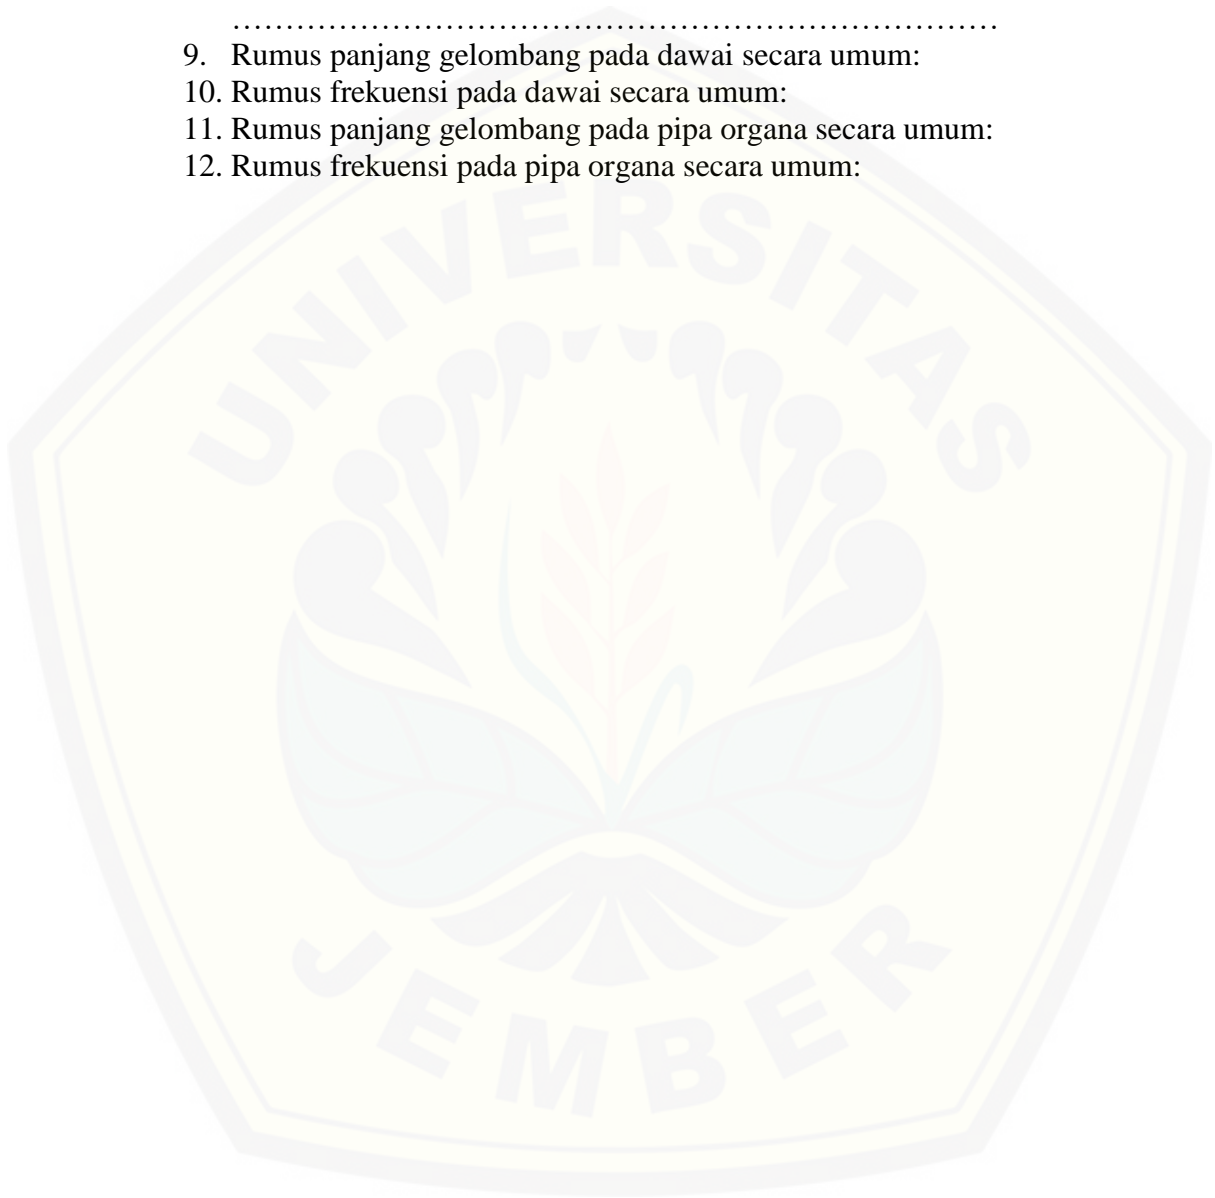 ……………………………………………………………
9. Rumus panjang gelombang pada dawai secara umum:
10. Rumus frekuensi pada dawai secara umum:
11. Rumus panjang gelombang pada pipa organa secara umum:
12. Rumus frekuensi pada pipa organa secara umum:
UNIVERSITAS
JEMBER